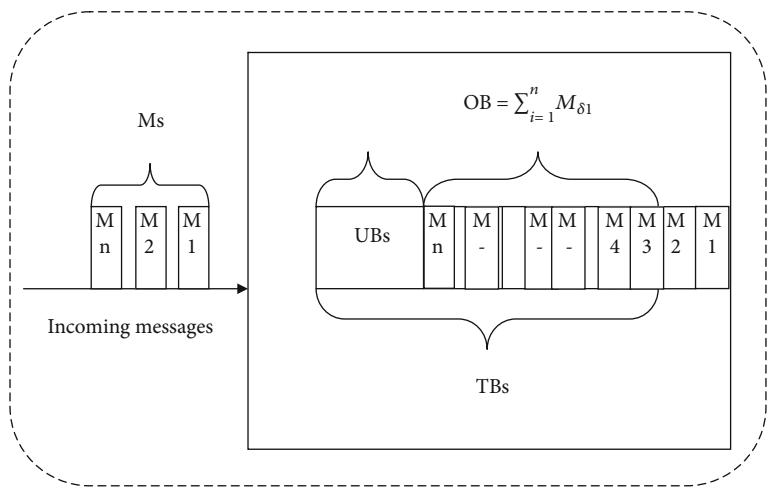 OB = ∑ⁿᵢ₌ ₁ M_δ1
Ms
M M M
n 2 1
UBs
M M M M M M M M
n - - - 4 3 2 1
Incoming messages
TBs